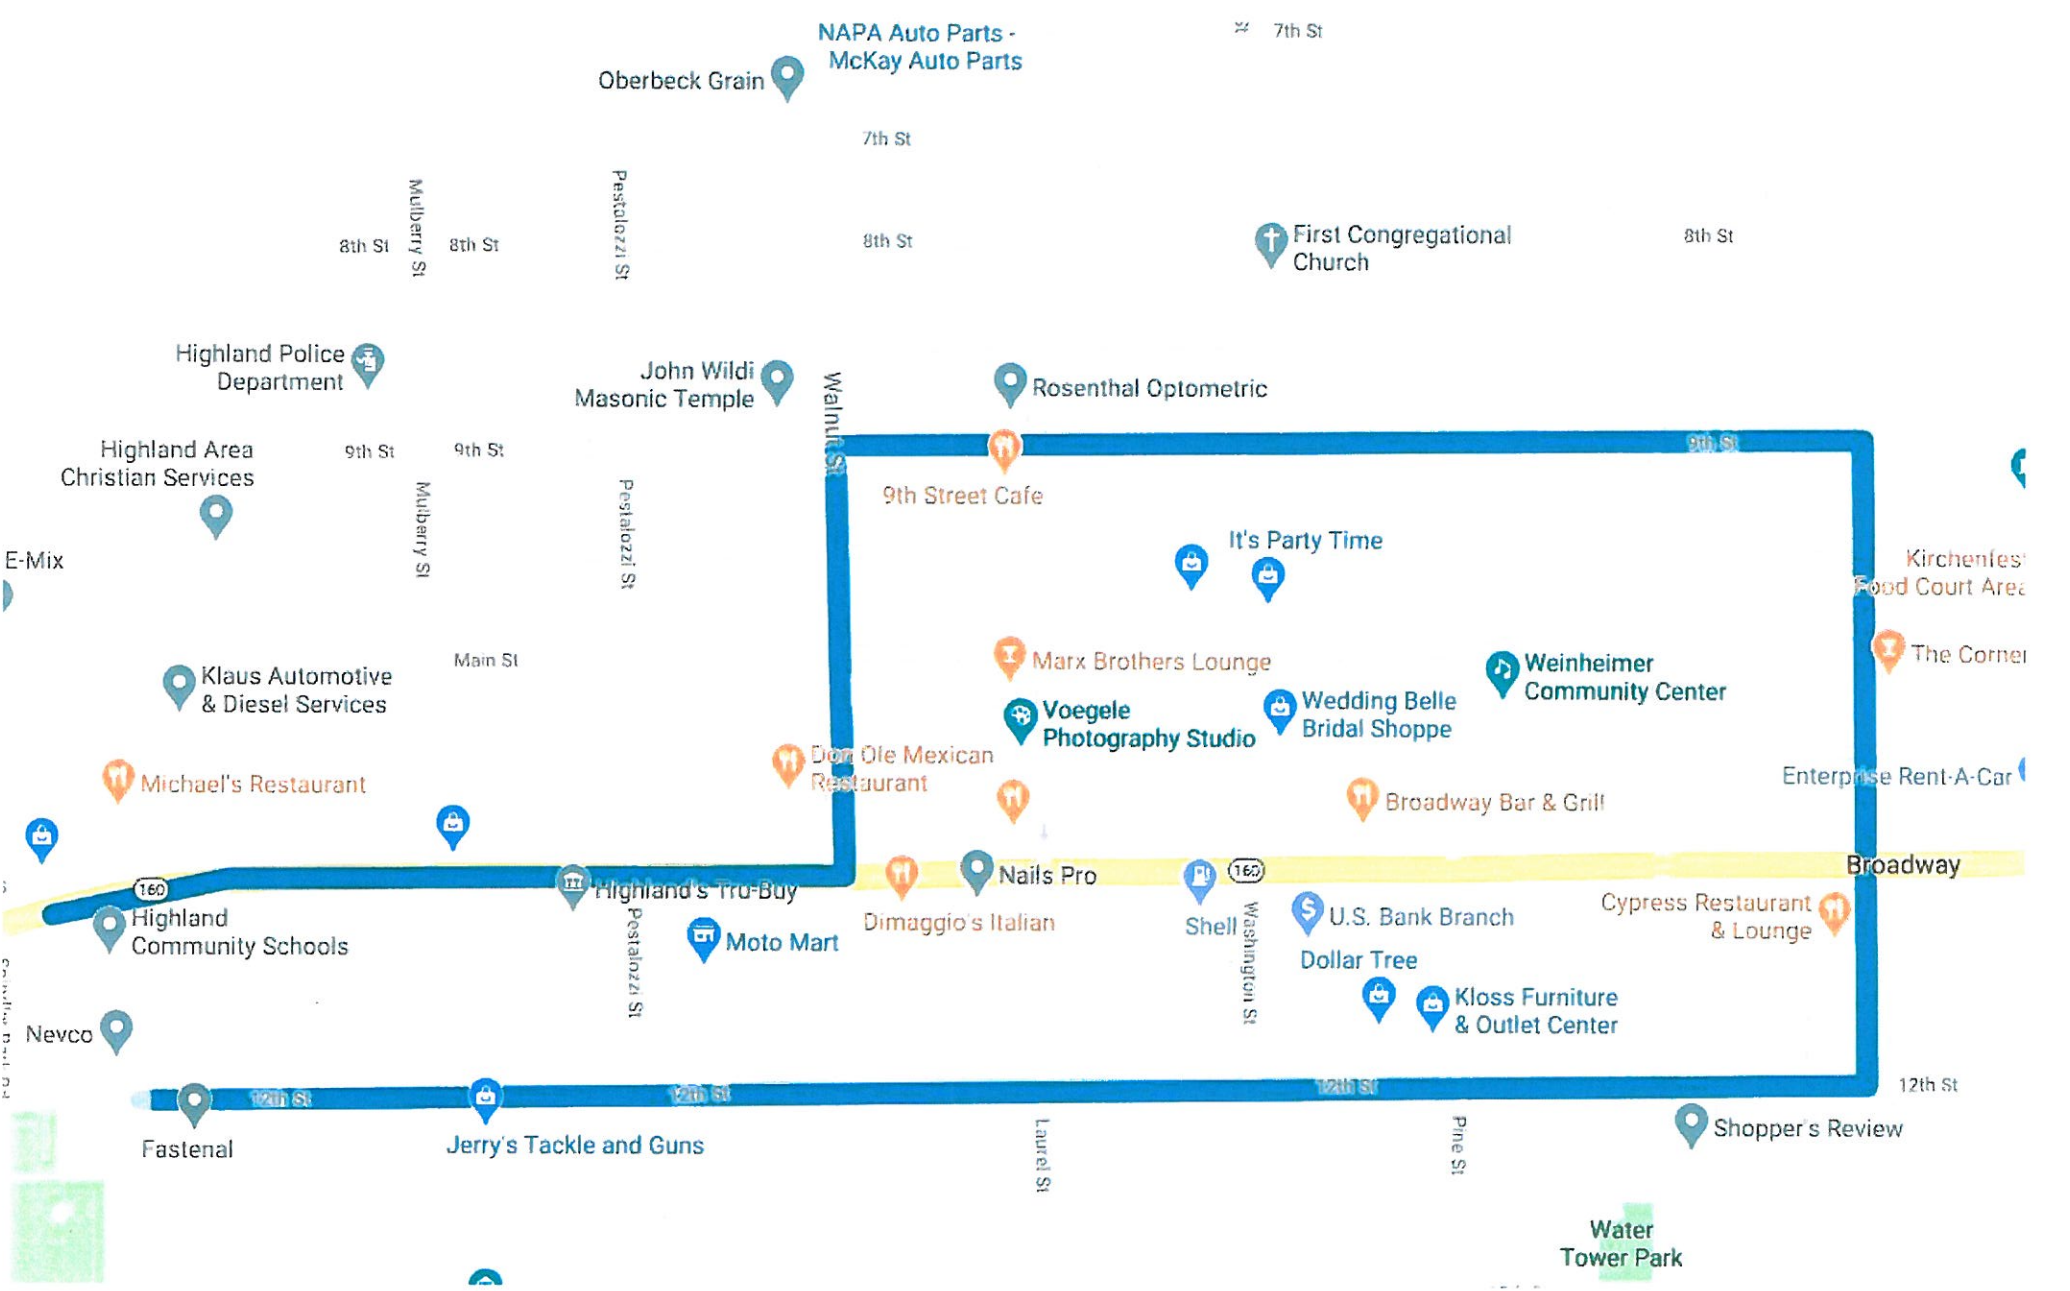 NAPA Auto Parts -
McKay Auto Parts
7th St
Oberbeck Grain
7th St
Mulberry St
Pestalozzi St
8th St
8th St
8th St
First Congregational
Church
8th St
Highland Police
Department
John Wildi
Masonic Temple
Walnut St
Rosenthal Optometric
Highland Area
Christian Services
9th St
9th St
9th St
9th Street Cafe
Mulberry St
Pestalozzi St
E-Mix
It's Party Time
Kirchenfest
Food Court Area
Main St
Klaus Automotive
& Diesel Services
Marx Brothers Lounge
Weinheimer
Community Center
The Corner
Voegele
Photography Studio
Wedding Belle
Bridal Shoppe
Michael's Restaurant
Don Ole Mexican
Restaurant
Broadway Bar & Grill
Enterprise Rent-A-Car
160
Highland's Tru-Buy
Nails Pro
160
Broadway
Highland
Community Schools
Pestalozzi St
Moto Mart
Dimaggio's Italian
Shell
Washington St
U.S. Bank Branch
Cypress Restaurant
& Lounge
Dollar Tree
Kloss Furniture
& Outlet Center
Nevco
12th St
12th St
12th St
12th St
Fastenal
Jerry's Tackle and Guns
Laurel St
Pine St
Shopper's Review
Water
Tower Park